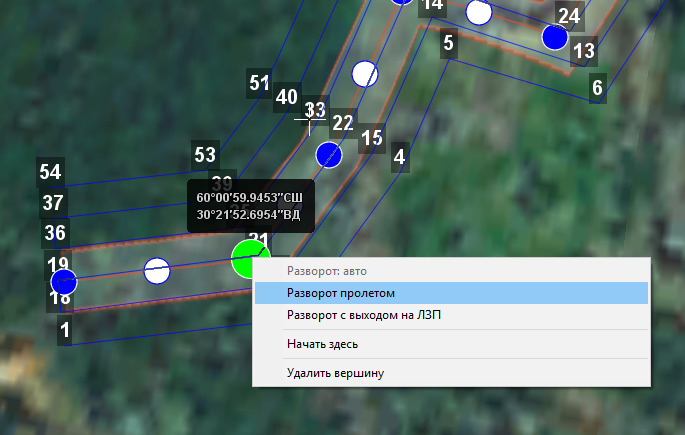 14
24
5
13
51
40
6
33
22
15
53
4
54
39
60°00'59.9453"СШ
30°21'52.6954"ВД
37
36
21
19
18
Разворот: авто
Разворот пролетом
Разворот с выходом на ЛЗП
1
Начать здесь
Удалить вершину